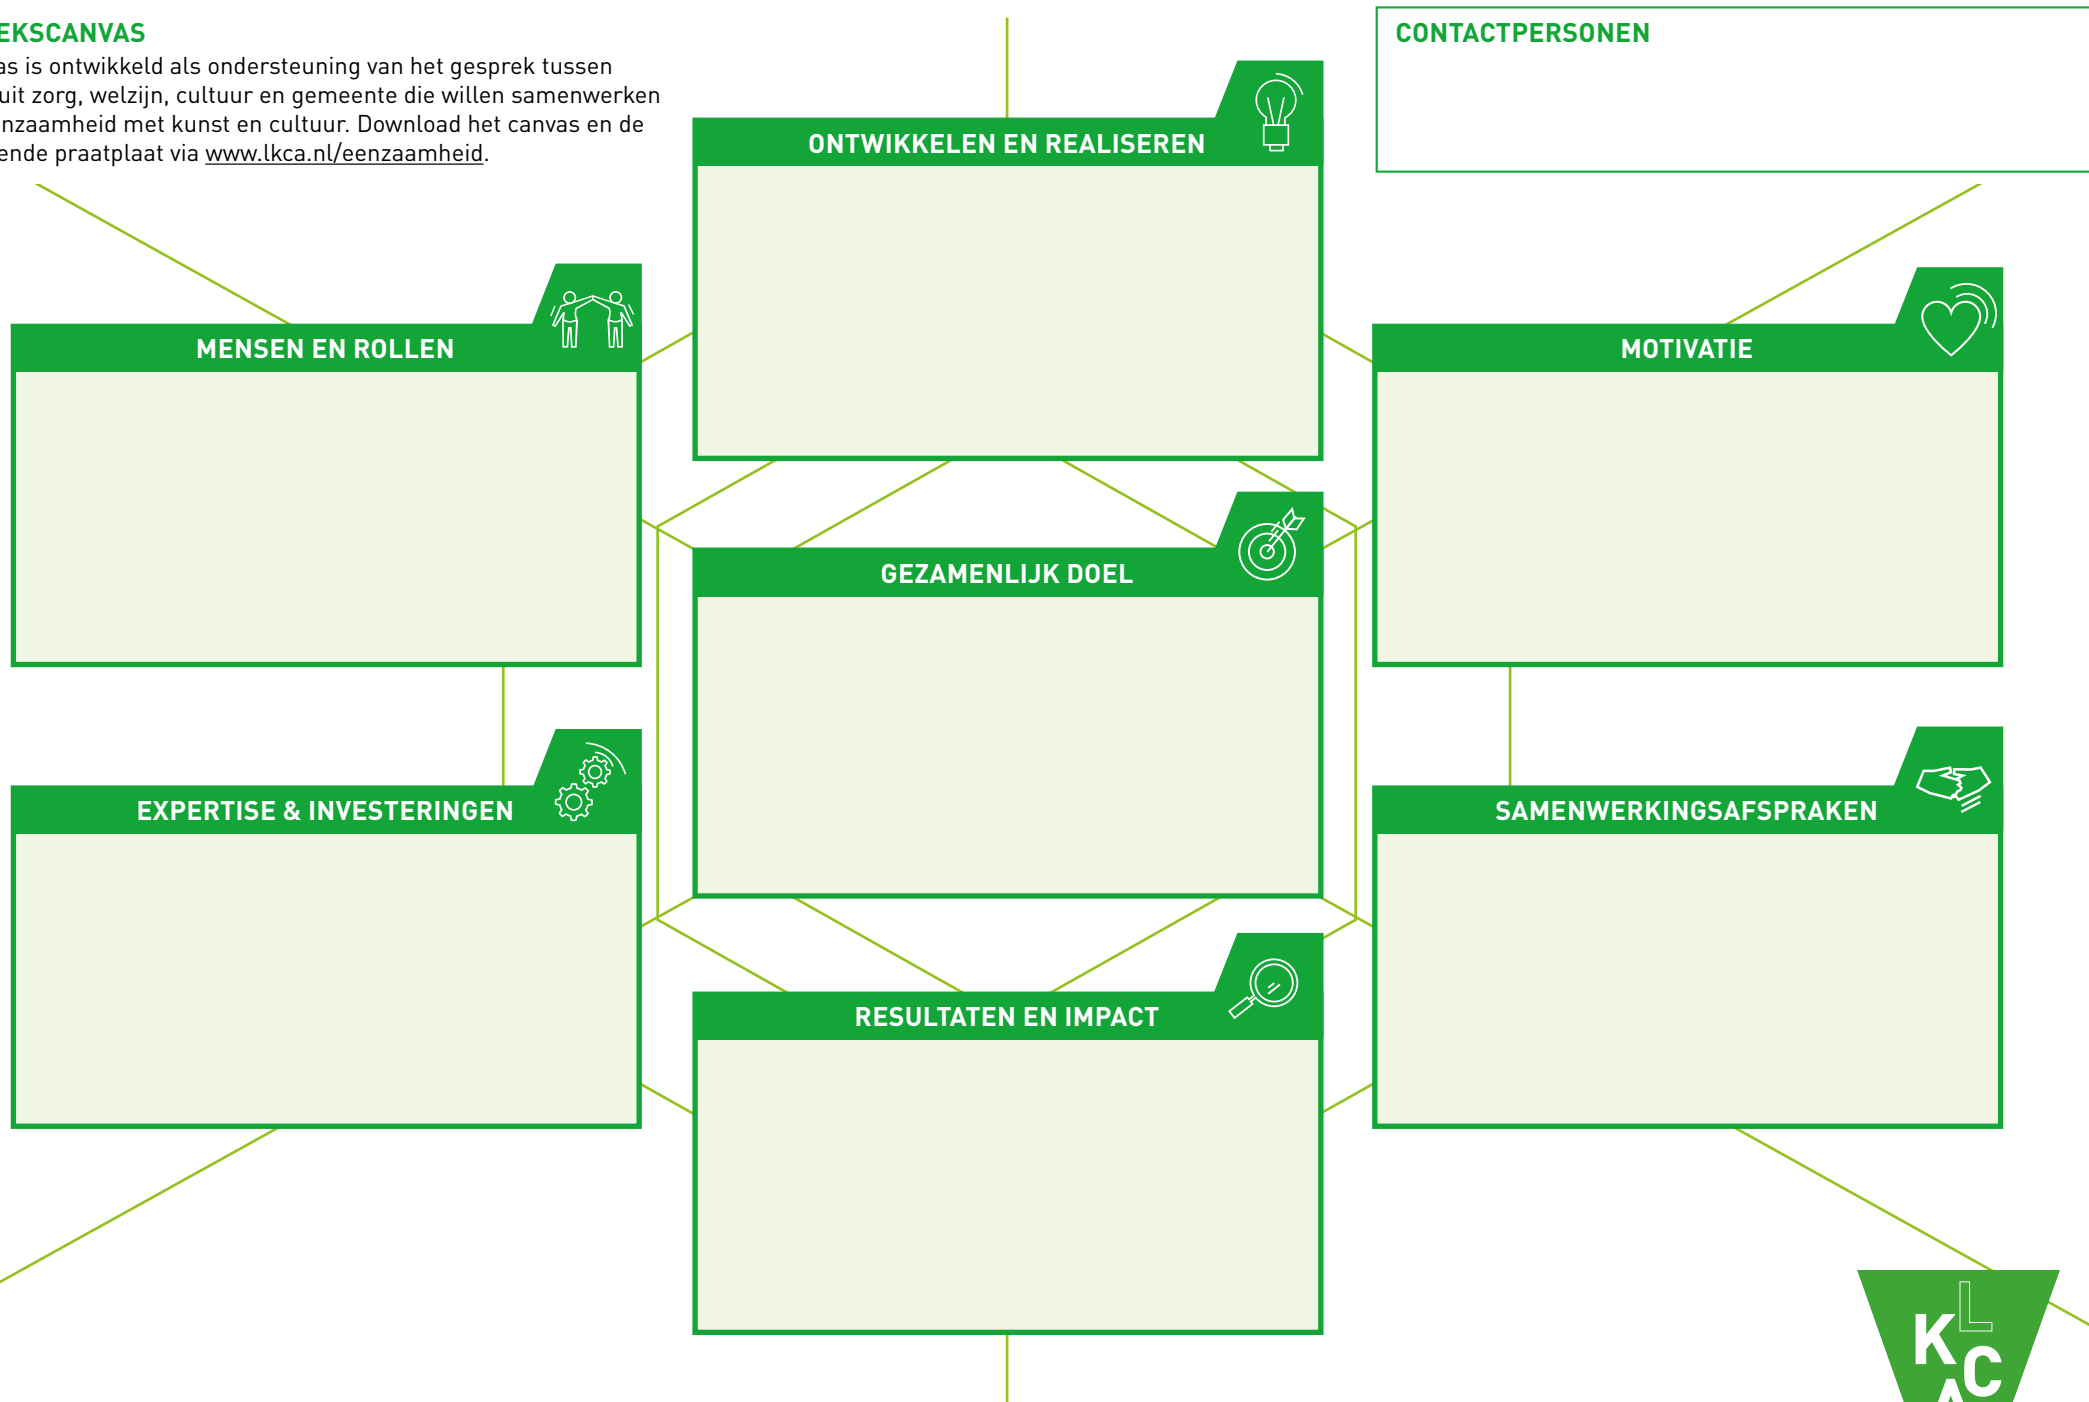 EKSCANVAS
as is ontwikkeld als ondersteuning van het gesprek tussen
uit zorg, welzijn, cultuur en gemeente die willen samenwerken
nzaamheid met kunst en cultuur. Download het canvas en de
ende praatplaat via www.lkca.nl/eenzaamheid.
CONTACTPERSONEN
ONTWIKKELEN EN REALISEREN
MENSEN EN ROLLEN
MOTIVATIE
GEZAMENLIJK DOEL
EXPERTISE & INVESTERINGEN
SAMENWERKINGSAFSPRAKEN
RESULTATEN EN IMPACT
L
K
C
A